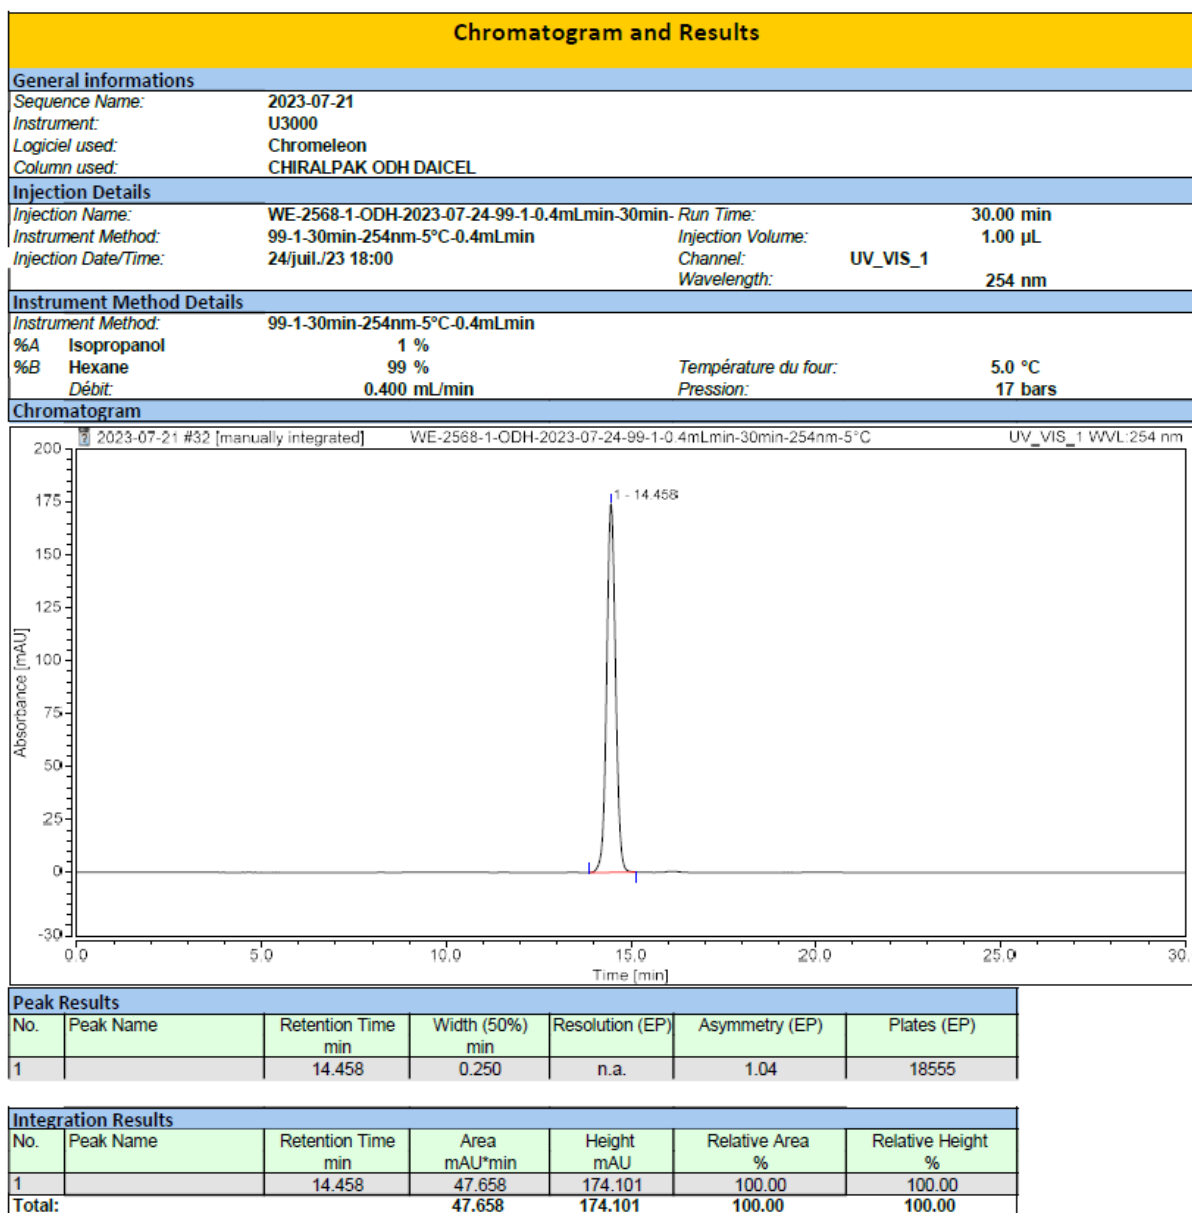 Chromatogram and Results
General informations
Sequence Name: 2023-07-21
Instrument: U3000
Logiciel used: Chromeleon
Column used: CHIRALPAK ODH DAICEL
Injection Details
Injection Name: WE-2568-1-ODH-2023-07-24-99-1-0.4mLmin-30min- Run Time: 30.00 min
Instrument Method: 99-1-30min-254nm-5°C-0.4mLmin Injection Volume: 1.00 µL
Injection Date/Time: 24/juil./23 18:00 Channel: UV_VIS_1
Wavelength: 254 nm
Instrument Method Details
Instrument Method: 99-1-30min-254nm-5°C-0.4mLmin
%A Isopropanol 1 %
%B Hexane 99 % Température du four: 5.0 °C
Débit: 0.400 mL/min Pression: 17 bars
Chromatogram
2023-07-21 #32 [manually integrated] WE-2568-1-ODH-2023-07-24-99-1-0.4mLmin-30min-254nm-5°C UV_VIS_1 WVL:254 nm
200
175
150
125
100
75
50
25
0
-30
Absorbance [mAU]
1 - 14.458
0.0 5.0 10.0 15.0 20.0 25.0 30.
Time [min]
Peak Results
No. Peak Name Retention Time Width (50%) Resolution (EP) Asymmetry (EP) Plates (EP)
min min
1 14.458 0.250 n.a. 1.04 18555
Integration Results
No. Peak Name Retention Time Area Height Relative Area Relative Height
min mAU*min mAU % %
1 14.458 47.658 174.101 100.00 100.00
Total: 47.658 174.101 100.00 100.00